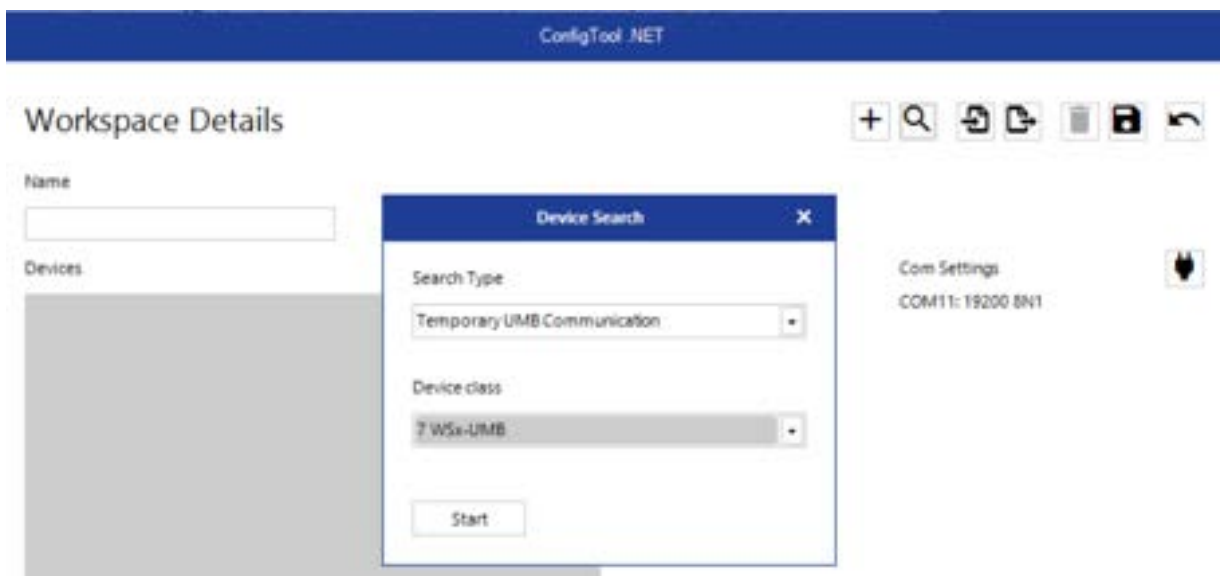 ConfigTool .NET
Workspace Details
Name
Device Search
Devices
Search Type
Com Settings
Temporary UMB Communication
COM11: 19200 8N1
Device class
7 WSx-UMB
Start